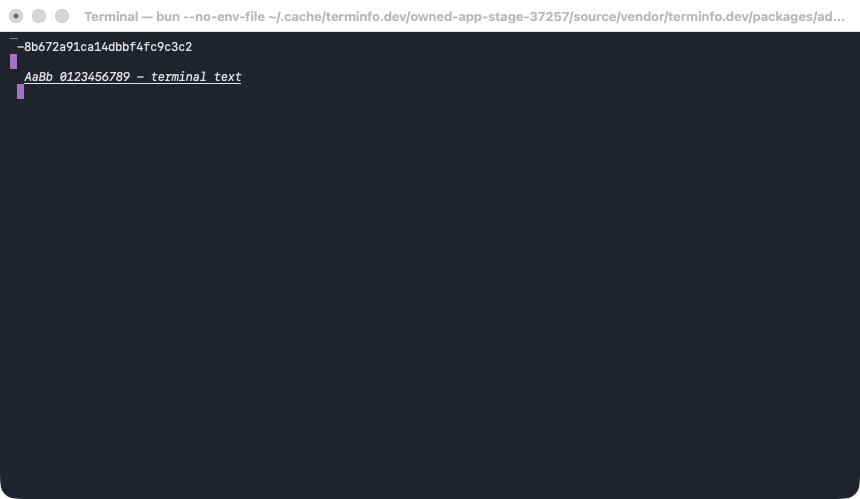 Terminal — bun --no-env-file ~/.cache/terminfo.dev/owned-app-stage-37257/source/vendor/terminfo.dev/packages/ad...
–8b672a91ca14dbbf4fc9c3c2
AaBb 0123456789 – terminal text